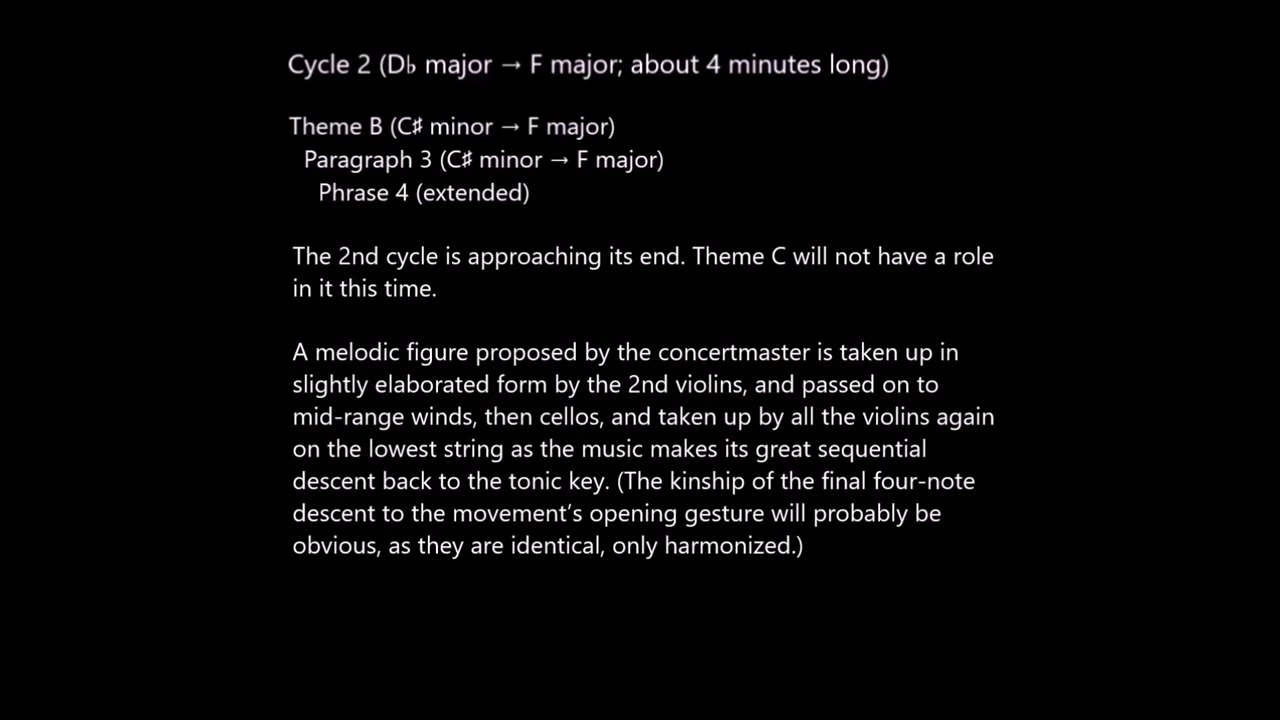 Cycle 2 (D♭ major → F major; about 4 minutes long)
Theme B (C♯ minor → F major)
Paragraph 3 (C♯ minor → F major)
Phrase 4 (extended)
The 2nd cycle is approaching its end. Theme C will not have a role
in it this time.
A melodic figure proposed by the concertmaster is taken up in
slightly elaborated form by the 2nd violins, and passed on to
mid-range winds, then cellos, and taken up by all the violins again
on the lowest string as the music makes its great sequential
descent back to the tonic key. (The kinship of the final four-note
descent to the movement’s opening gesture will probably be
obvious, as they are identical, only harmonized.)